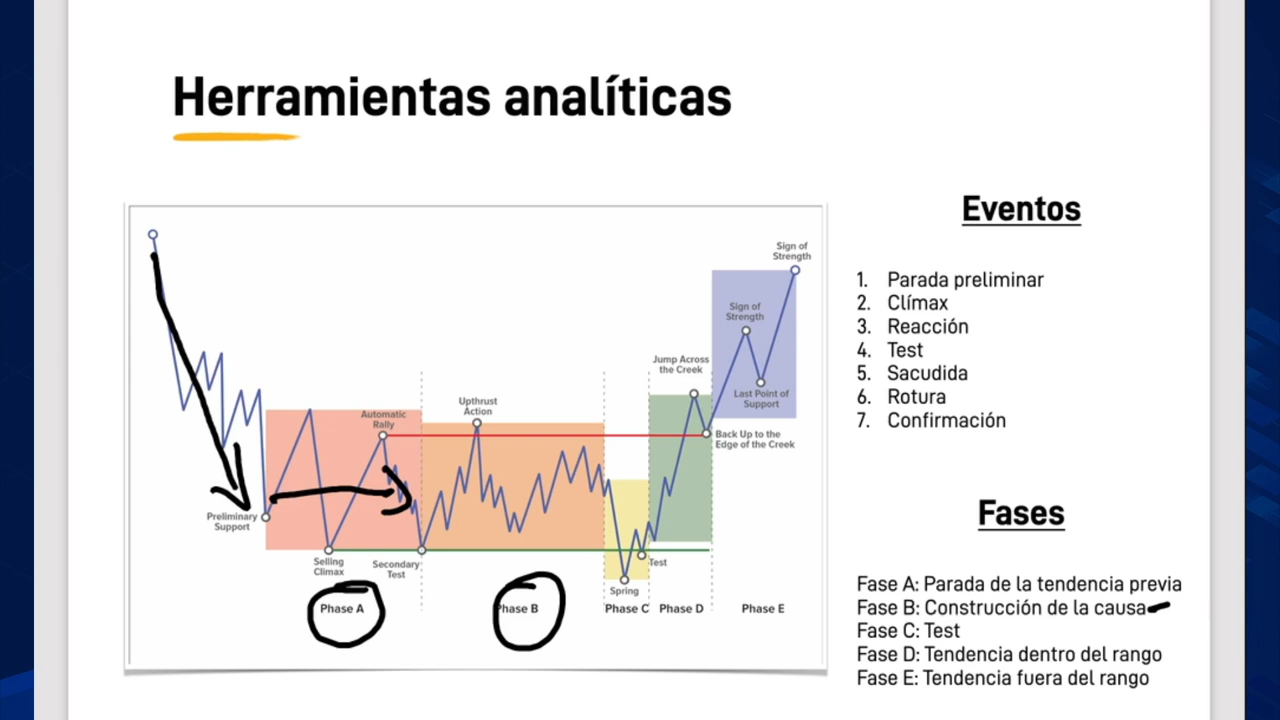 Herramientas analíticas
Sign of
Strength
Sign of
Strength
Jump Across
the Creek
Last Point of
Support
Upthrust
Action
Automatic
Rally
Back Up to the
Edge of the Creek
Preliminary
Support
Selling
Climax
Secondary
Test
Test
Spring
Phase A
Phase B
Phase C
Phase D
Phase E
Eventos
1. Parada preliminar
2. Clímax
3. Reacción
4. Test
5. Sacudida
6. Rotura
7. Confirmación
Fases
Fase A: Parada de la tendencia previa
Fase B: Construcción de la causa
Fase C: Test
Fase D: Tendencia dentro del rango
Fase E: Tendencia fuera del rango